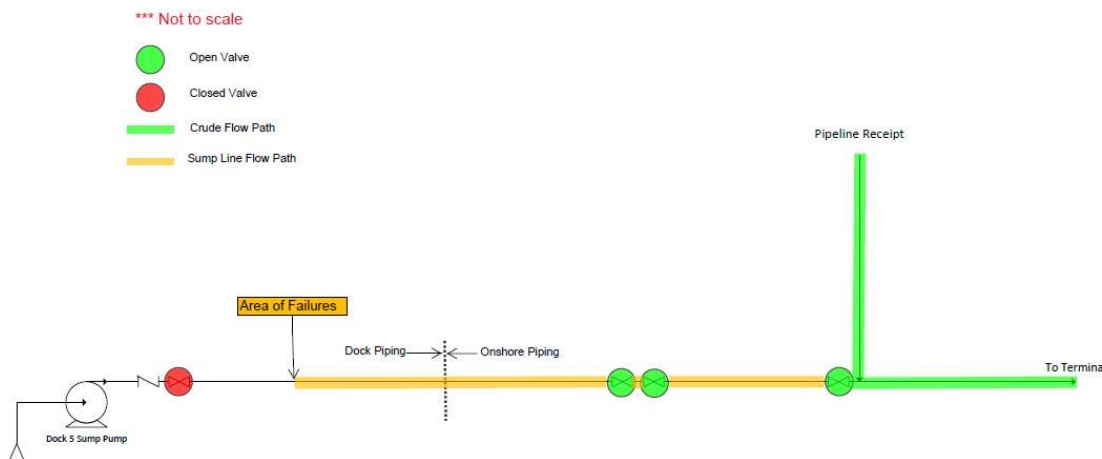 *** Not to scale
Open Valve
Closed Valve
Crude Flow Path
Sump Line Flow Path
Pipeline Receipt
Area of Failures
Dock Piping
Onshore Piping
To Termina
Dock 5 Sump Pump